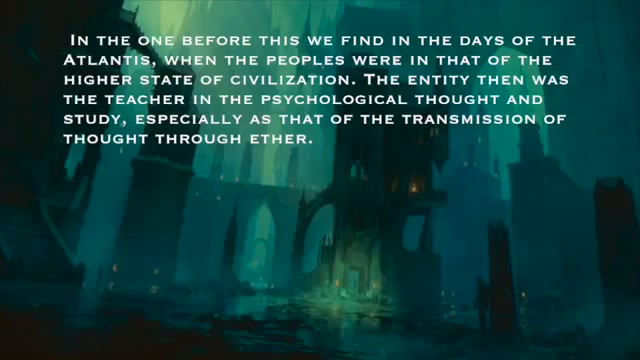 In the one before this we find in the days of the
Atlantis, when the peoples were in that of the
higher state of civilization. The entity then was
the teacher in the psychological thought and
study, especially as that of the transmission of
thought through ether.